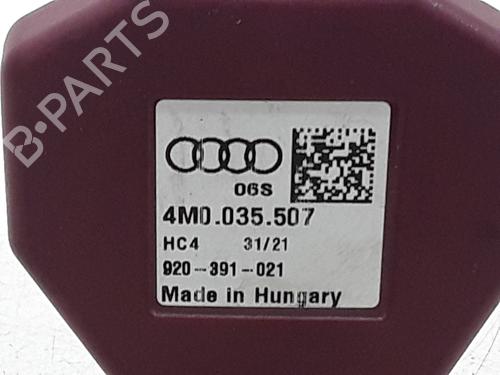 B-PARTS
06S
4M0.035.507
HC4 31/21
920-391-021
Made in Hungary